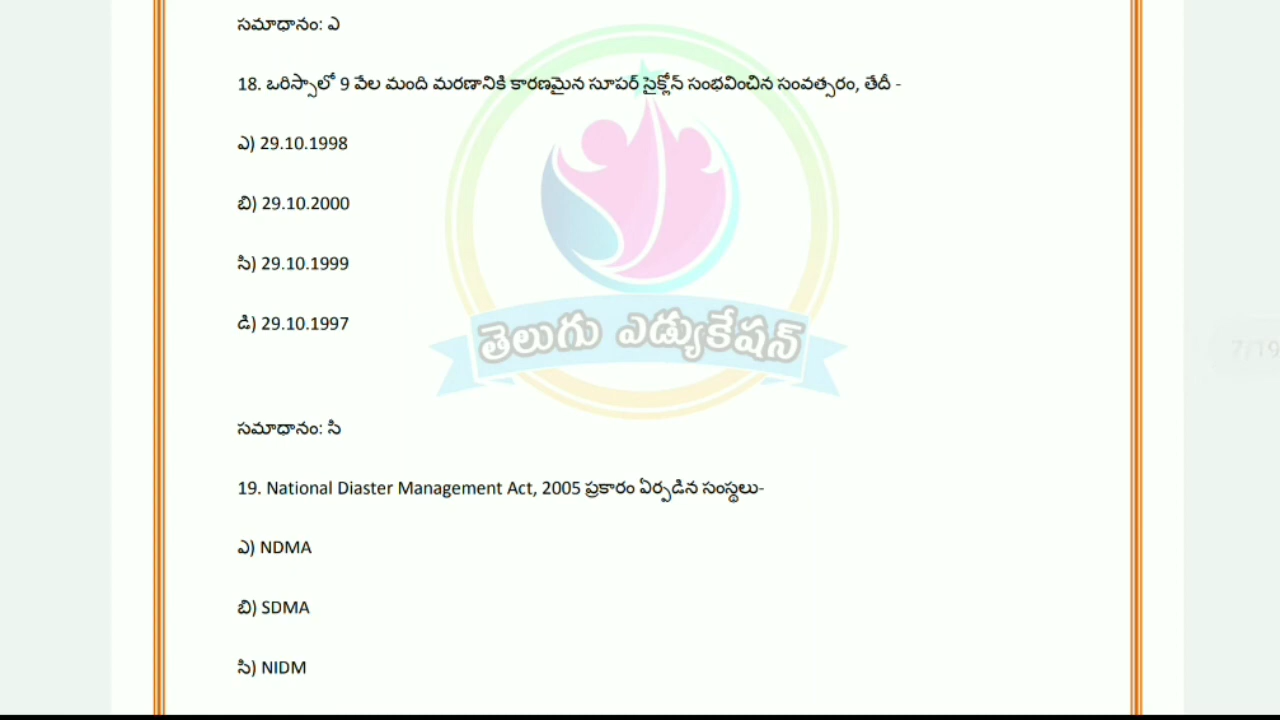 సమాధానం: ఎ
18. ఒరిస్సాలో 9 వేల మంది మరణానికి కారణమైన సూపర్ సైక్లోన్ సంభవించిన సంవత్సరం, తేదీ -
ఎ) 29.10.1998
బి) 29.10.2000
సి) 29.10.1999
డి) 29.10.1997
తెలుగు ఎడ్యుకేషన్
7/19
సమాధానం: సి
19. National Diaster Management Act, 2005 ప్రకారం ఏర్పడిన సంస్థలు-
ఎ) NDMA
బి) SDMA
సి) NIDM